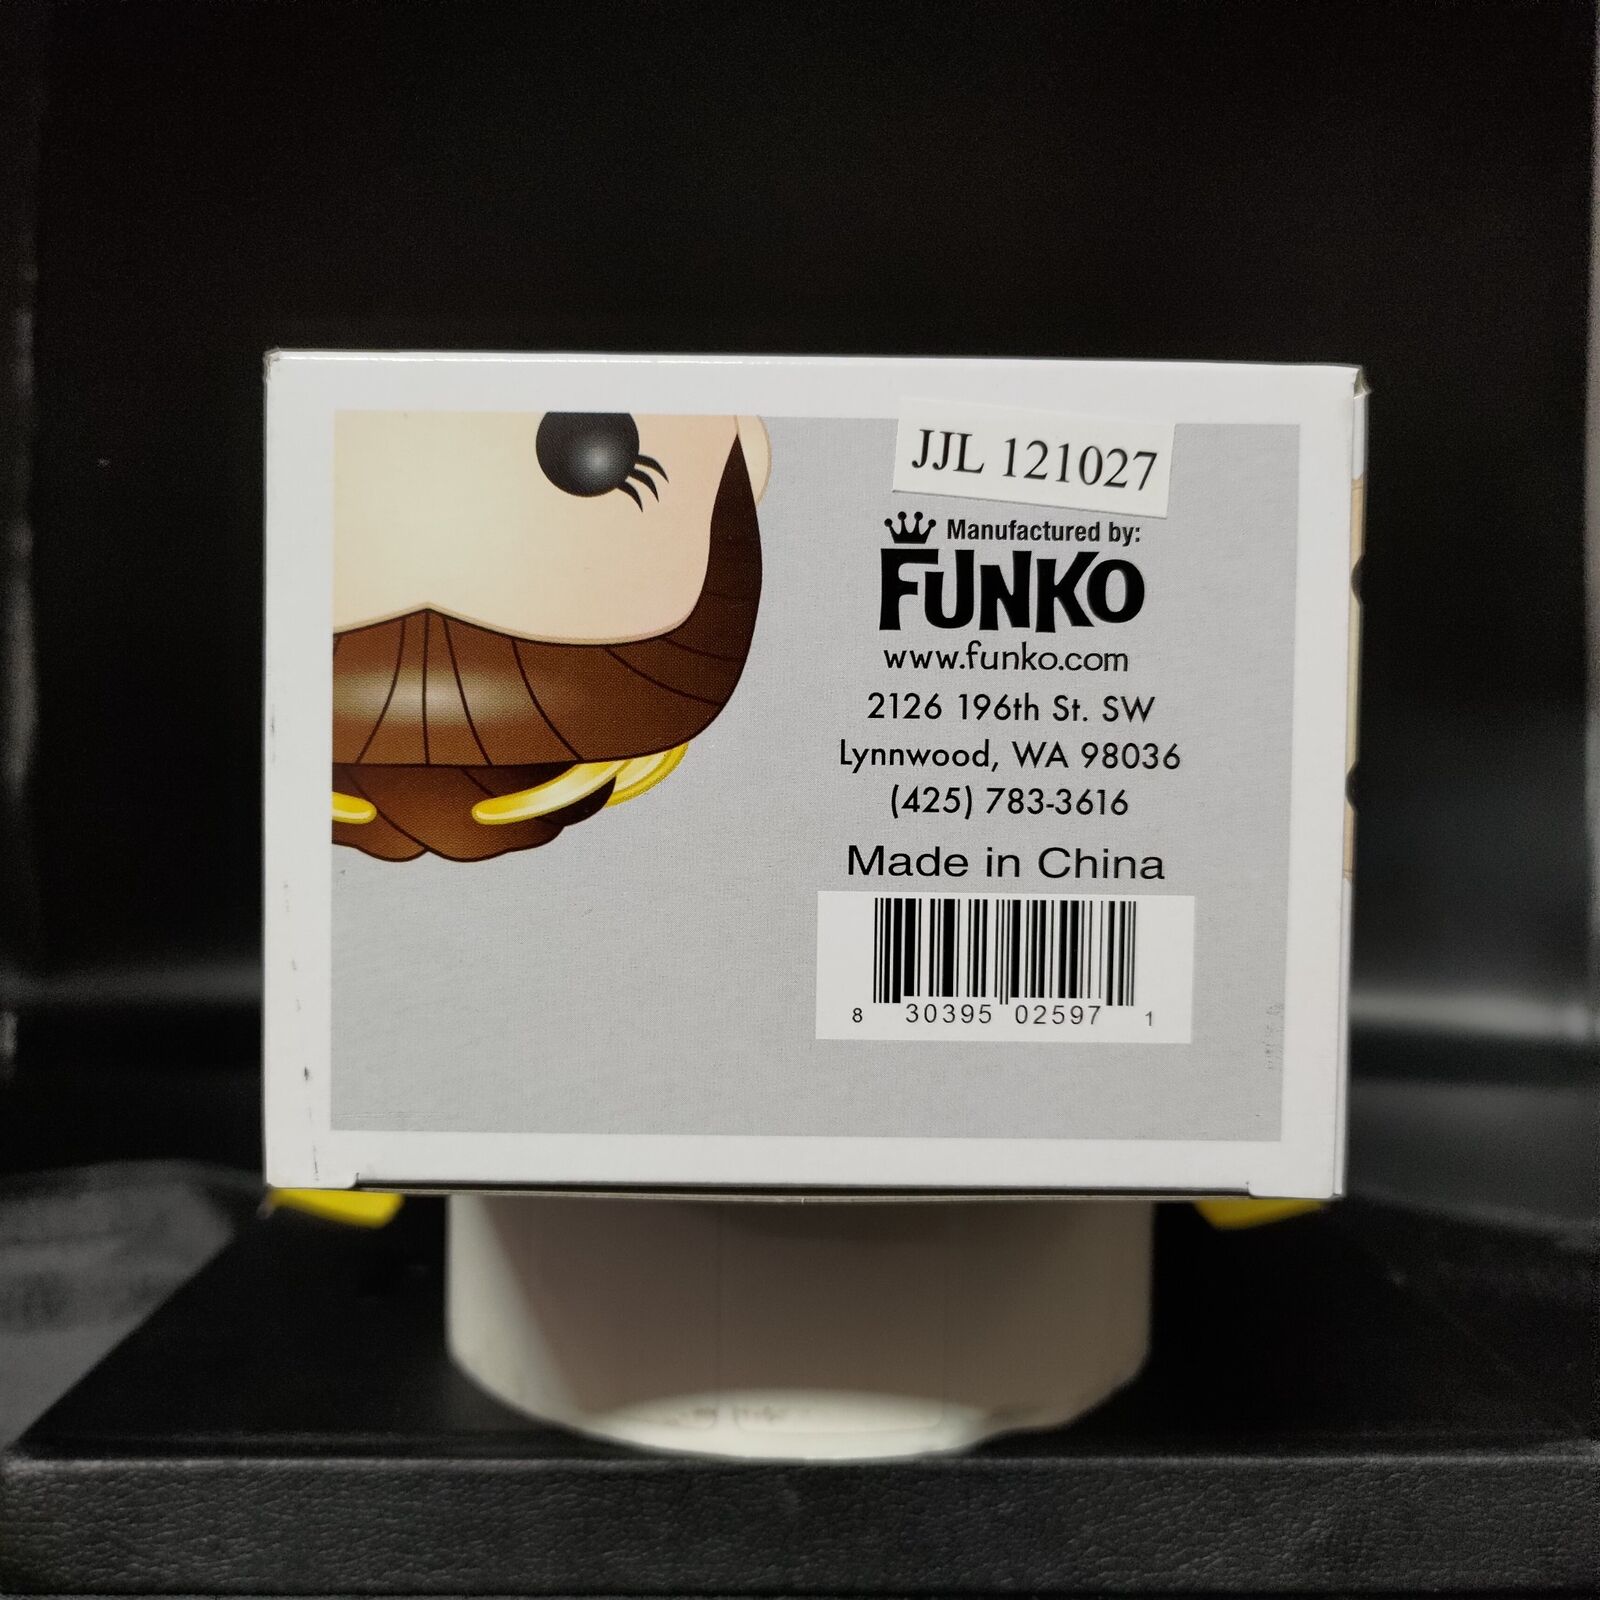 JJL 121027
Manufactured by:
FUNKO
www.funko.com
2126 196th St. SW
Lynnwood, WA 98036
(425) 783-3616
Made in China
8 30395 02597 1